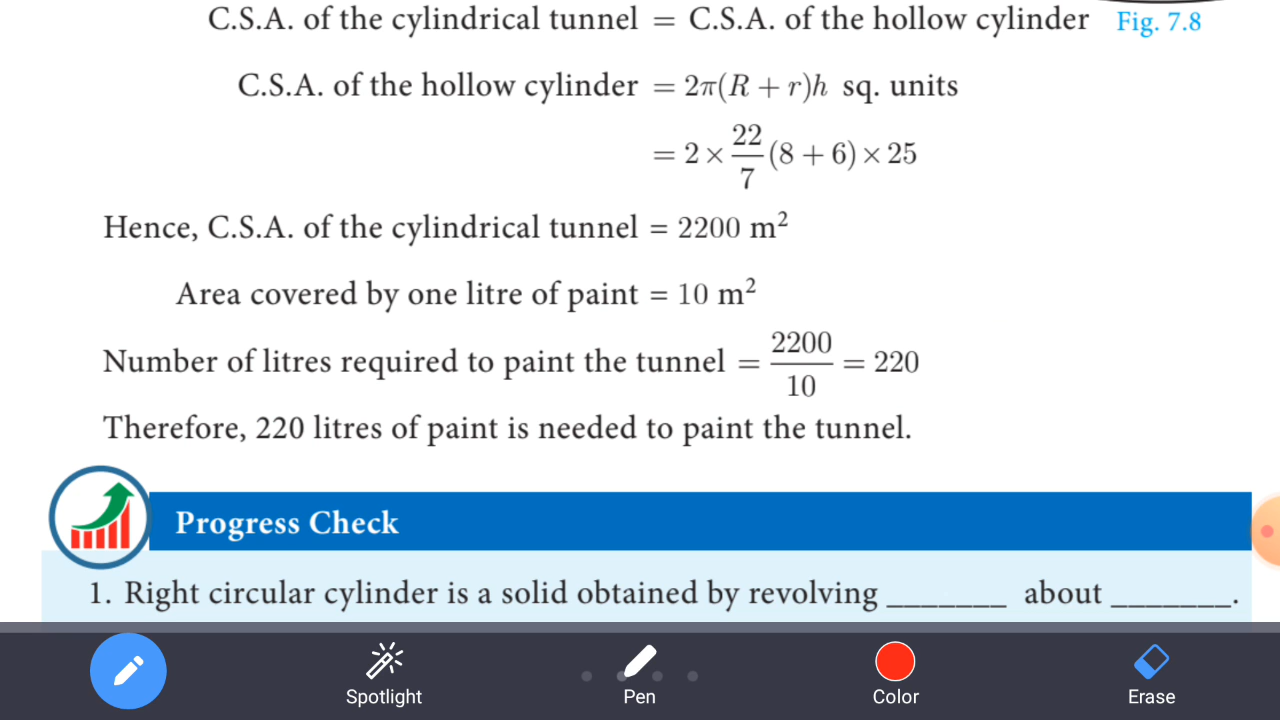 C.S.A. of the cylindrical tunnel = C.S.A. of the hollow cylinder Fig. 7.8
C.S.A. of the hollow cylinder = 2π(R + r)h sq. units
= 2 × 22/7 (8 + 6) × 25
Hence, C.S.A. of the cylindrical tunnel = 2200 m²
Area covered by one litre of paint = 10 m²
Number of litres required to paint the tunnel = 2200/10 = 220
Therefore, 220 litres of paint is needed to paint the tunnel.
Progress Check
1. Right circular cylinder is a solid obtained by revolving _______ about _______.
Spotlight Pen Color Erase